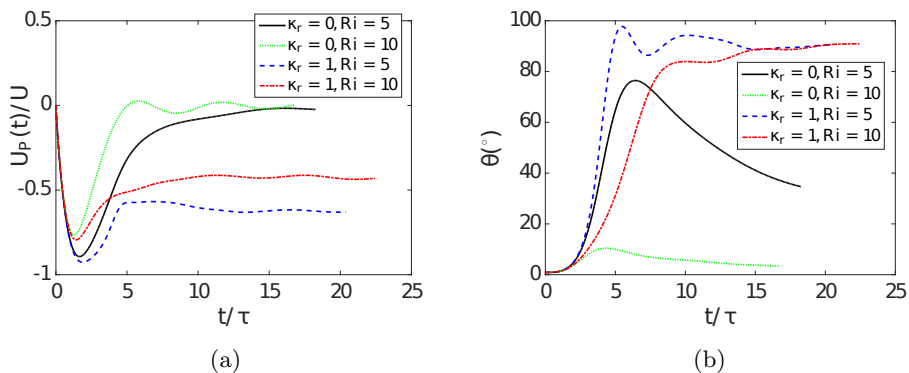 0.5
0
-0.5
-1
0 5 10 15 20 25
U_P(t)/U
t/τ
κ_r = 0, Ri = 5
κ_r = 0, Ri = 10
κ_r = 1, Ri = 5
κ_r = 1, Ri = 10
(a)
100
80
60
40
20
0
0 5 10 15 20 25
θ(°)
t/τ
κ_r = 0, Ri = 5
κ_r = 0, Ri = 10
κ_r = 1, Ri = 5
κ_r = 1, Ri = 10
(b)